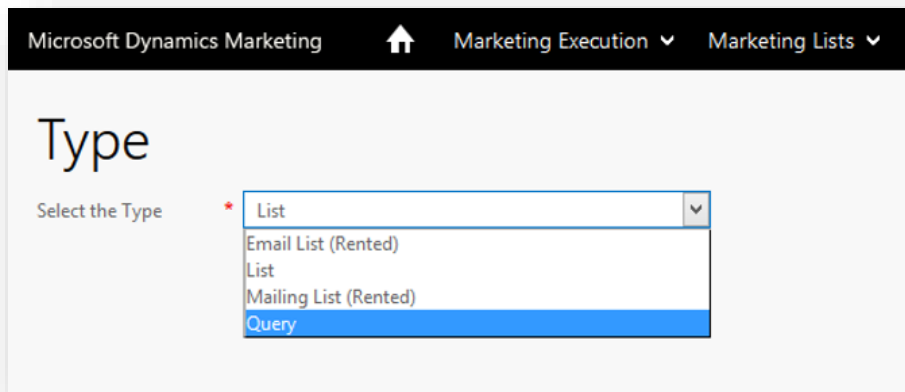 Microsoft Dynamics Marketing Marketing Execution Marketing Lists
Type
Select the Type * List
Email List (Rented)
List
Mailing List (Rented)
Query